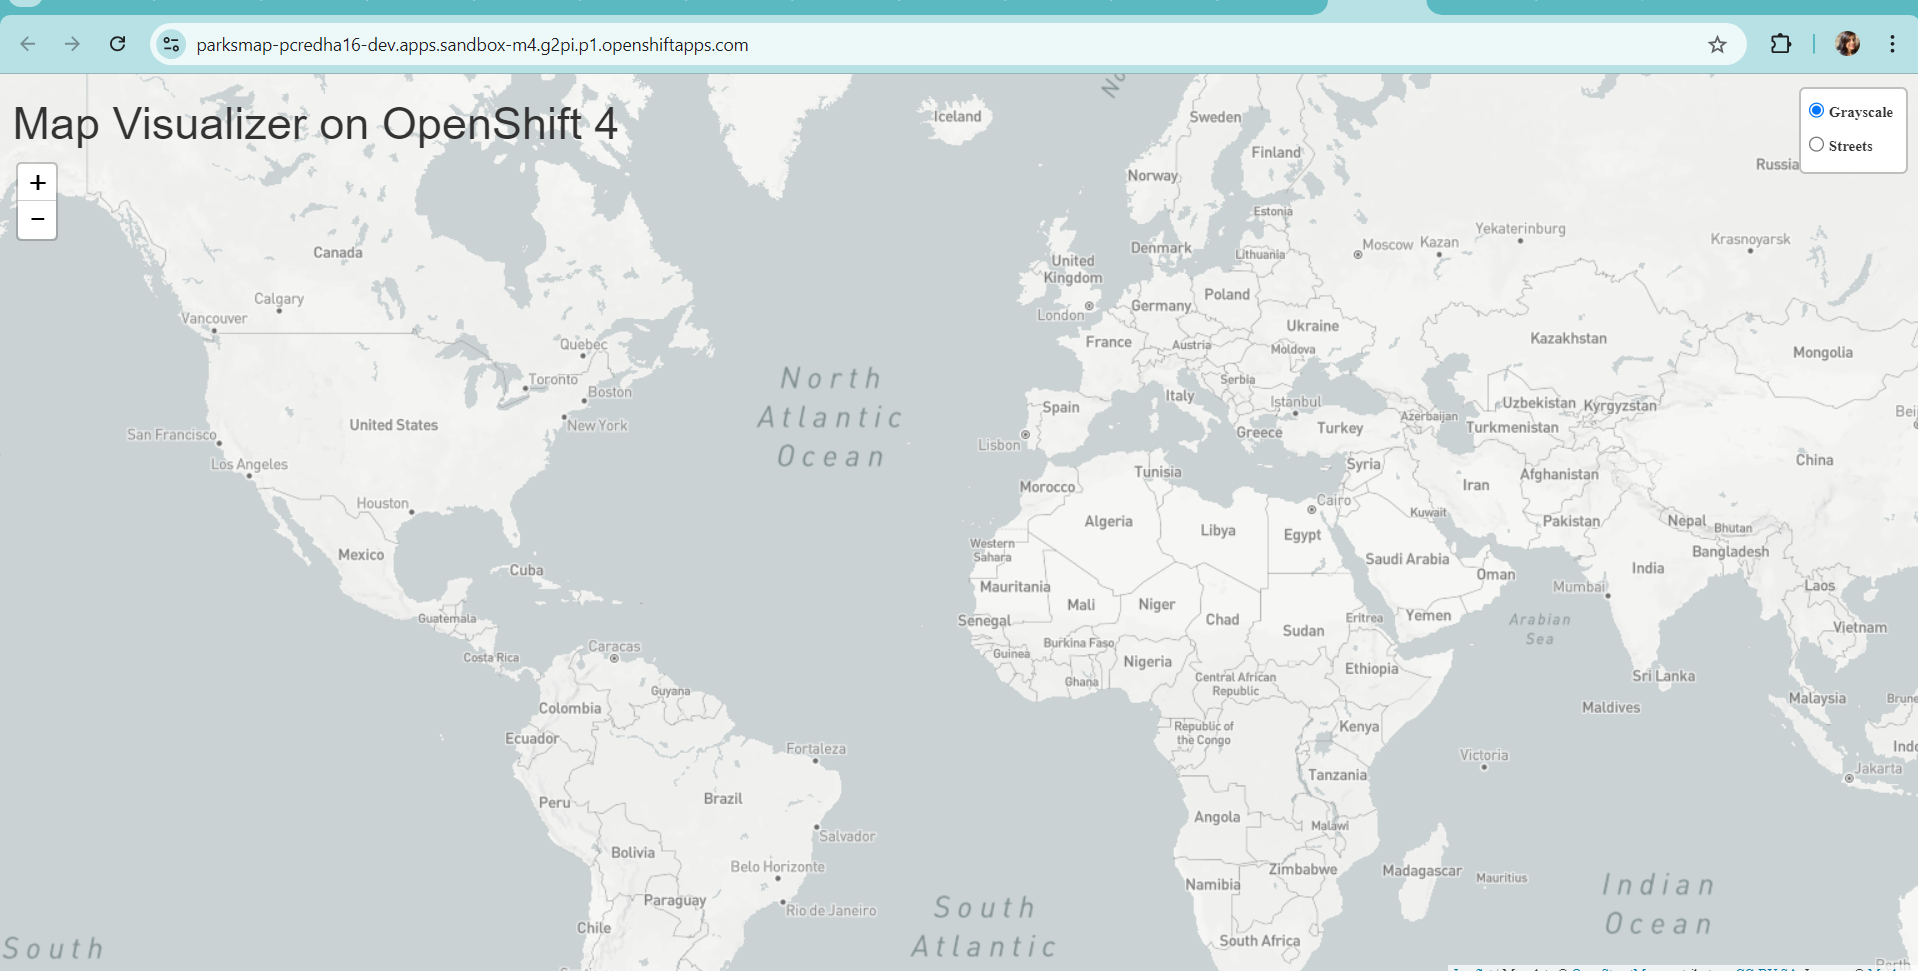 parksmap-pcredha16-dev.apps.sandbox-m4.g2pi.p1.openshiftapps.com
Map Visualizer on OpenShift 4
+
−
Grayscale
Streets
Iceland
Sweden
Finland
Norway
Russia
Estonia
Denmark
Lithuania
Moscow
Kazan
Yekaterinburg
Krasnoyarsk
Canada
Calgary
Vancouver
United
Kingdom
London
Germany
Poland
Ukraine
France
Austria
Moldova
Kazakhstan
Mongolia
Quebec
Toronto
Boston
New York
United States
San Francisco
Los Angeles
Houston
Mexico
North
Atlantic
Ocean
Serbia
Italy
Istanbul
Spain
Lisbon
Greece
Turkey
Azerbaijan
Uzbekistan
Kyrgyzstan
Turkmenistan
China
Tunisia
Syria
Morocco
Iran
Afghanistan
Cairo
Kuwait
Algeria
Libya
Egypt
Pakistan
Nepal
Bhutan
Western
Sahara
Saudi Arabia
Bangladesh
India
Oman
Mumbai
Laos
Cuba
Mauritania
Mali
Niger
Chad
Sudan
Eritrea
Yemen
Arabian
Sea
Vietnam
Guatemala
Senegal
Burkina Faso
Guinea
Nigeria
Ghana
Central African
Republic
Ethiopia
Sri Lanka
Costa Rica
Caracas
Guyana
Colombia
Ecuador
Maldives
Malaysia
Brune
Republic of
the Congo
Kenya
Fortaleza
Victoria
Indo
Jakarta
Tanzania
Peru
Brazil
Angola
Malawi
Salvador
Bolivia
Belo Horizonte
Zimbabwe
Namibia
Madagascar
Mauritius
Paraguay
Rio de Janeiro
Chile
South
Atlantic
Indian
Ocean
South Africa
South